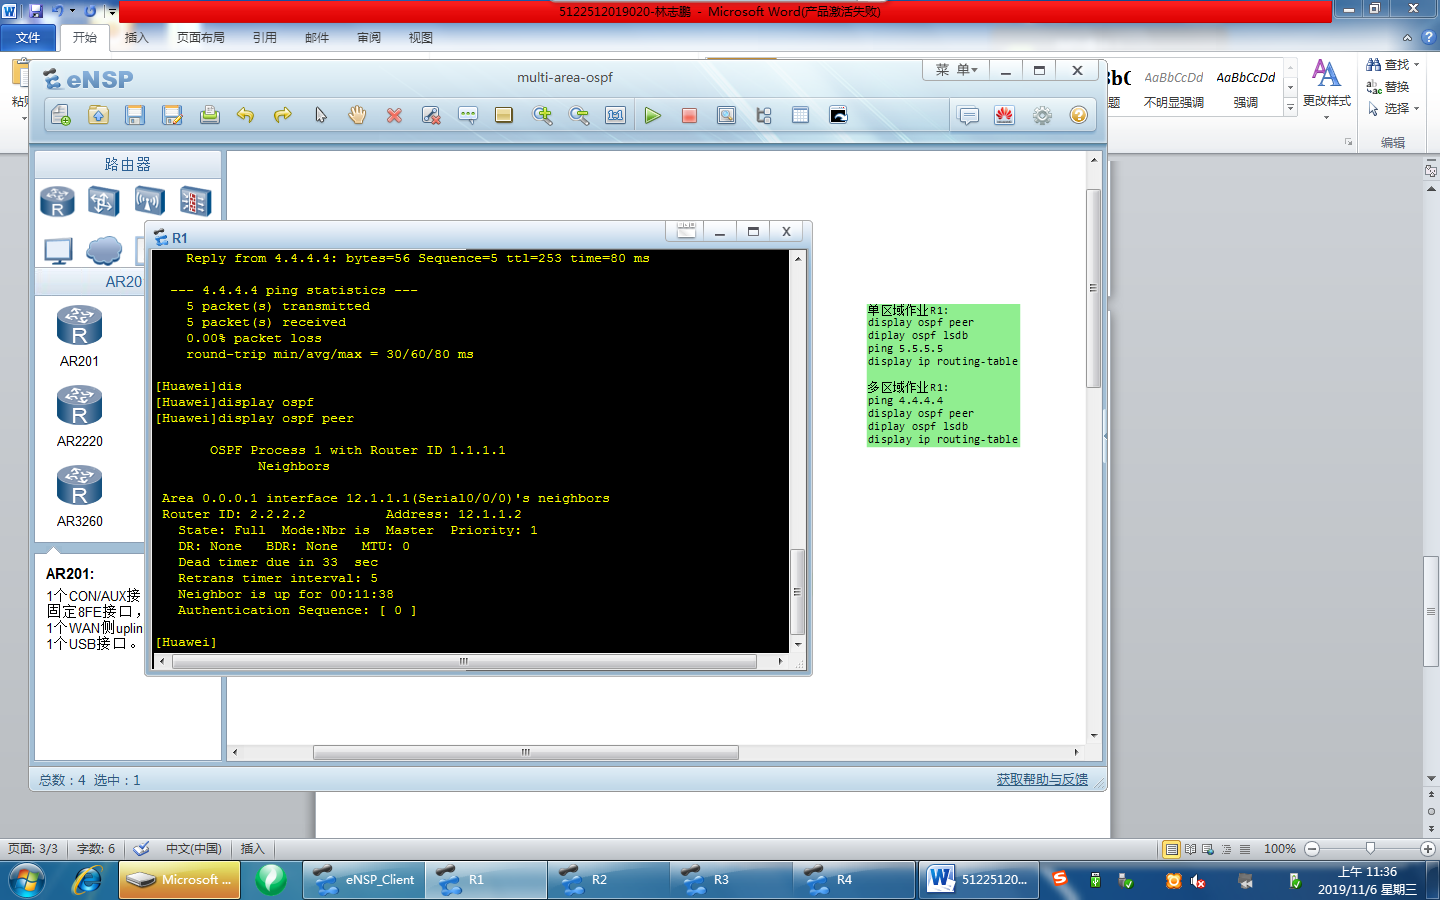 5122512019020-林志鹏 - Microsoft Word(产品激活失败)
文件 开始 插入 页面布局 引用 邮件 审阅 视图
AaBbCcDd AaBbCcDd
不明显强调 强调 更改样式
查找
替换
选择
编辑
eNSP
multi-area-ospf
菜 单
路由器
R1
AR201
AR2220
AR3260
AR201:
1个CON/AUX接
固定8FE接口，
1个WAN侧uplin
1个USB接口。
Reply from 4.4.4.4: bytes=56 Sequence=5 ttl=253 time=80 ms
--- 4.4.4.4 ping statistics ---
5 packet(s) transmitted
5 packet(s) received
0.00% packet loss
round-trip min/avg/max = 30/60/80 ms
[Huawei]dis
[Huawei]display ospf
[Huawei]display ospf peer
OSPF Process 1 with Router ID 1.1.1.1
Neighbors
Area 0.0.0.1 interface 12.1.1.1(Serial0/0/0)'s neighbors
Router ID: 2.2.2.2 Address: 12.1.1.2
State: Full Mode:Nbr is Master Priority: 1
DR: None BDR: None MTU: 0
Dead timer due in 33 sec
Retrans timer interval: 5
Neighbor is up for 00:11:38
Authentication Sequence: [ 0 ]
[Huawei]
单区域作业R1:
display ospf peer
diplay ospf lsdb
ping 5.5.5.5
display ip routing-table
多区域作业R1:
ping 4.4.4.4
display ospf peer
diplay ospf lsdb
display ip routing-table
总数：4 选中：1
获取帮助与反馈
页面: 3/3 字数: 6 中文(中国) 插入 100%
Microsoft ... eNSP_Client R1 R2 R3 R4 51225120...
上午 11:36
2019/11/6 星期三